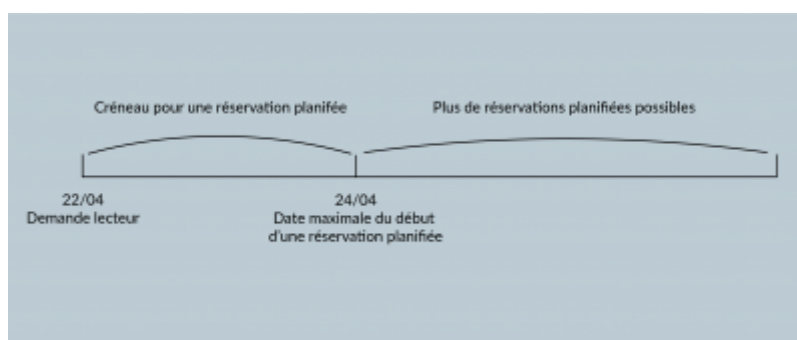 Créneau pour une réservation planifée
Plus de réservations planifiées possibles
22/04
Demande lecteur
24/04
Date maximale du début
d'une réservation planifiée